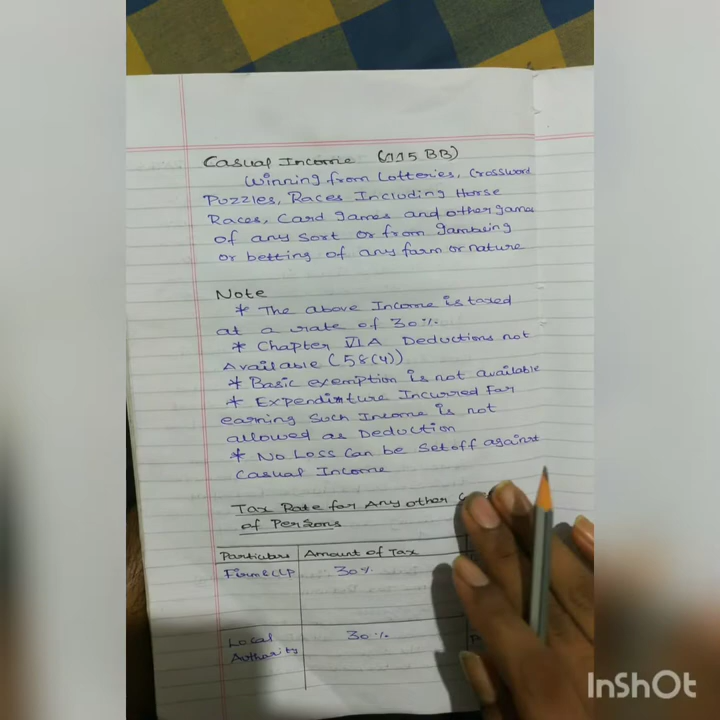 Casual Income (115 BB)
Winning from Lotteries, Crossword
Puzzles, Races Including Horse
Races, Card games and other game
of any sort or from gambling
or betting of any farm or nature
Note
* The above Income is taxed
at a rate of 30%.
* Chapter VIA Deductions not
Available (58(4))
* Basic exemption is not available
* Expenditure Incurred for
earning such Income is not
allowed as Deduction
* No Loss can be setoff against
Casual Income
Tax Rate for Any other
of Persons
Particulars Amount of Tax
Firm 30%
Local 30%
Authority
InShOt